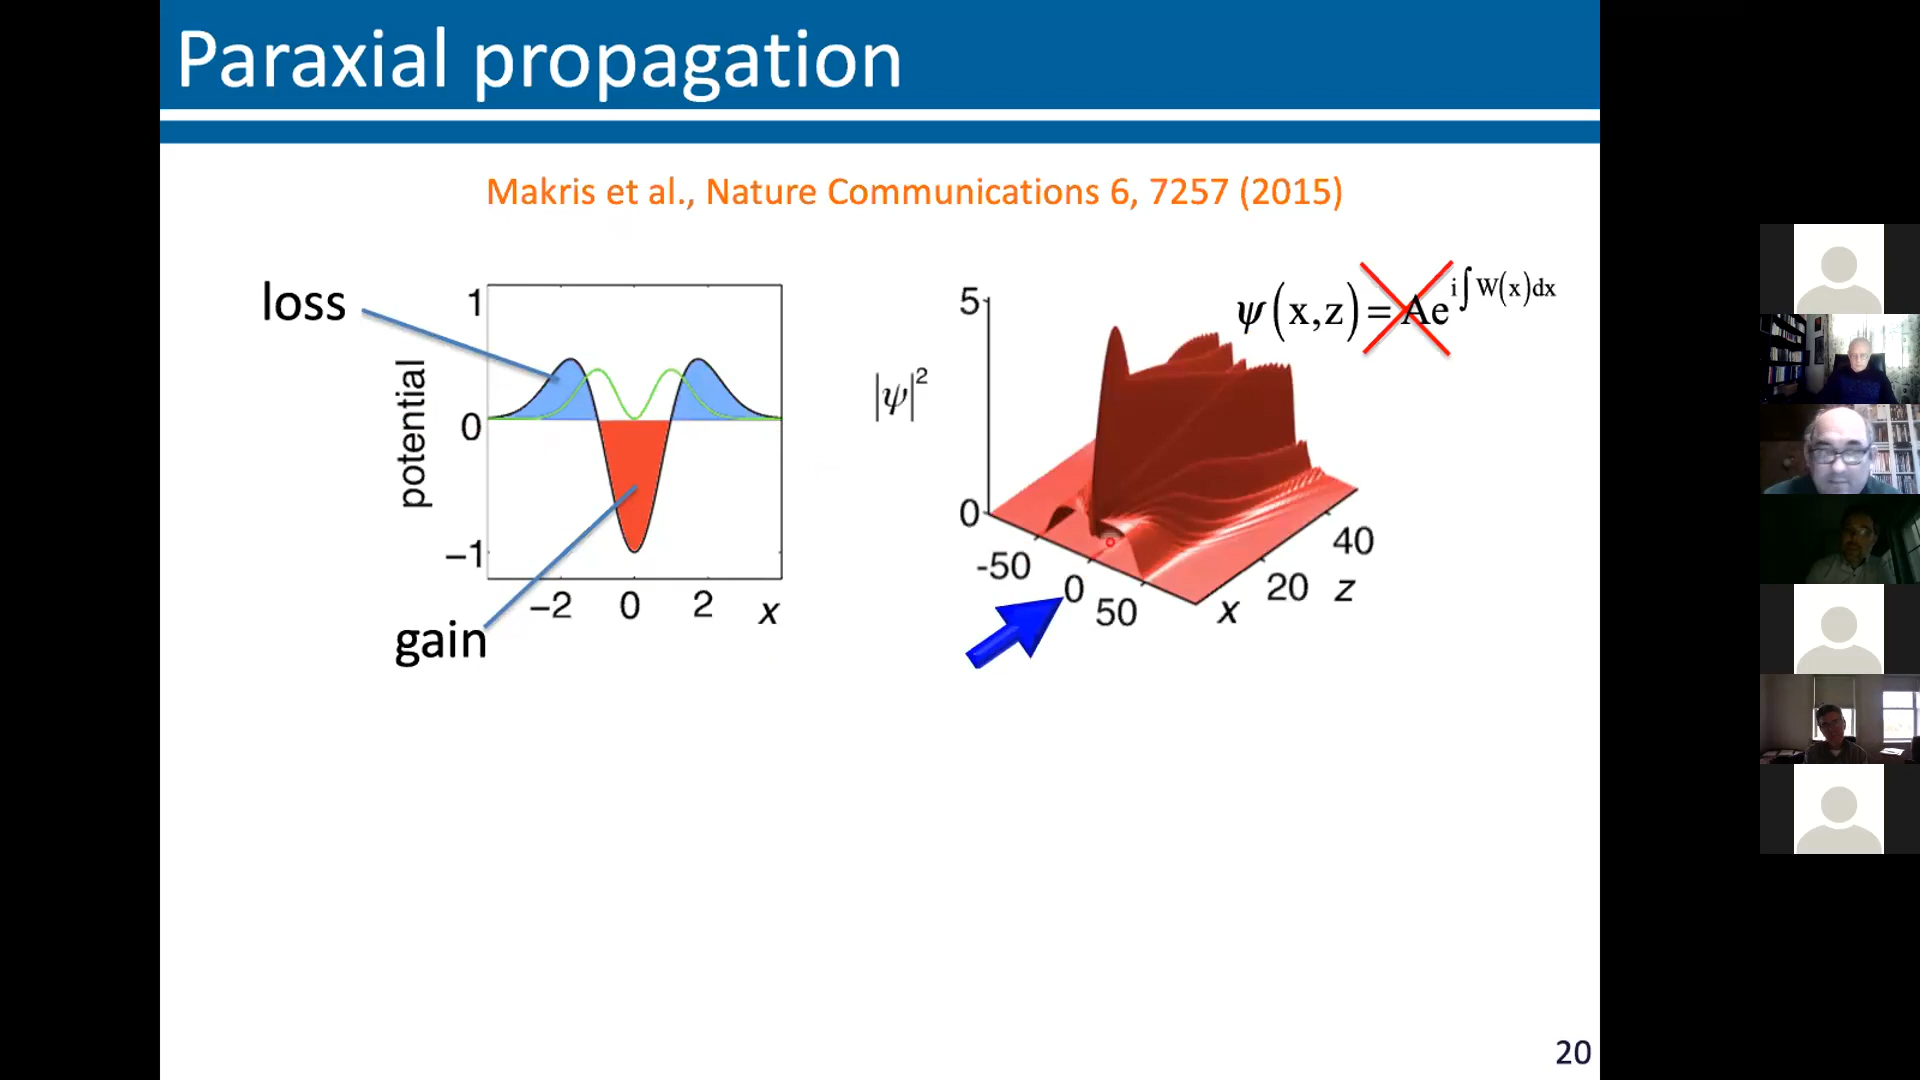 Paraxial propagation
Makris et al., Nature Communications 6, 7257 (2015)
loss
gain
potential
1
0
−1
−2 0 2 x
|ψ|²
5
0
-50 0 50 x
20 40 z
ψ(x,z)= Ae^{i∫W(x)dx}
20